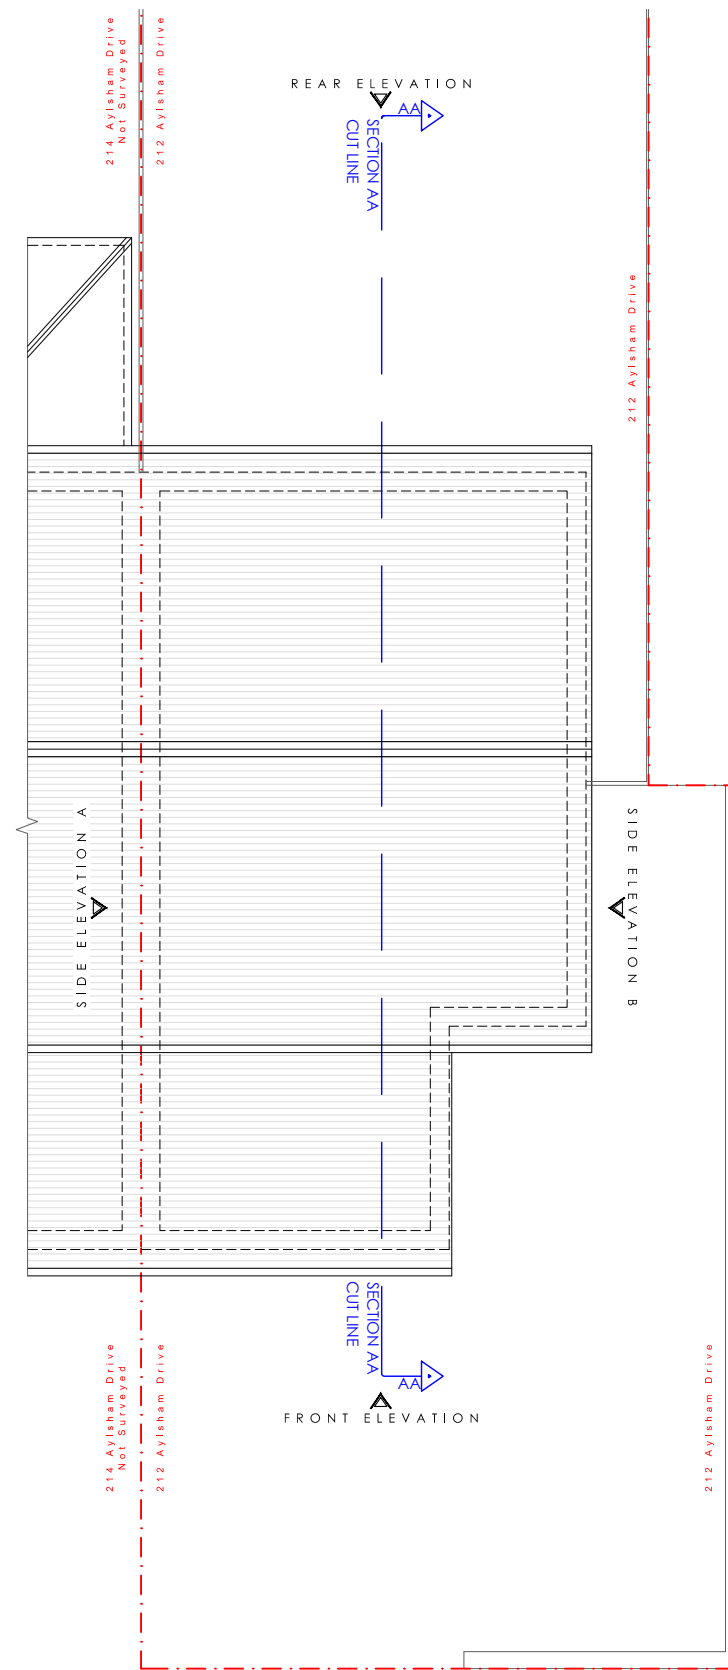 214 Aylsham Drive
Not Surveyed
212 Aylsham Drive
REAR ELEVATION
AA
SECTION AA
CUT LINE
212 Aylsham Drive
SIDE ELEVATION A
SIDE ELEVATION B
SECTION AA
CUT LINE
AA
FRONT ELEVATION
214 Aylsham Drive
Not Surveyed
212 Aylsham Drive
212 Aylsham Drive